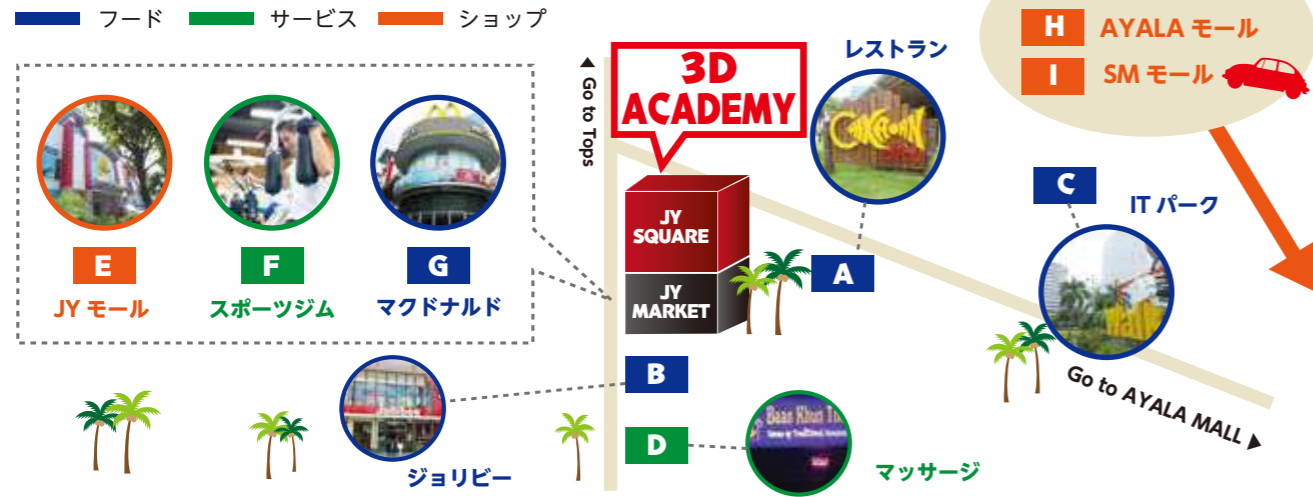 フード サービス ショップ
H AYALA モール
I SM モール
レストラン
3D
ACADEMY
◀ Go to Tops
C
IT パーク
JY
SQUARE
JY
MARKET
A
E
JY モール
F
スポーツジム
G
マクドナルド
B
Go to AYALA MALL ▶
D
マッサージ
ジョリビー